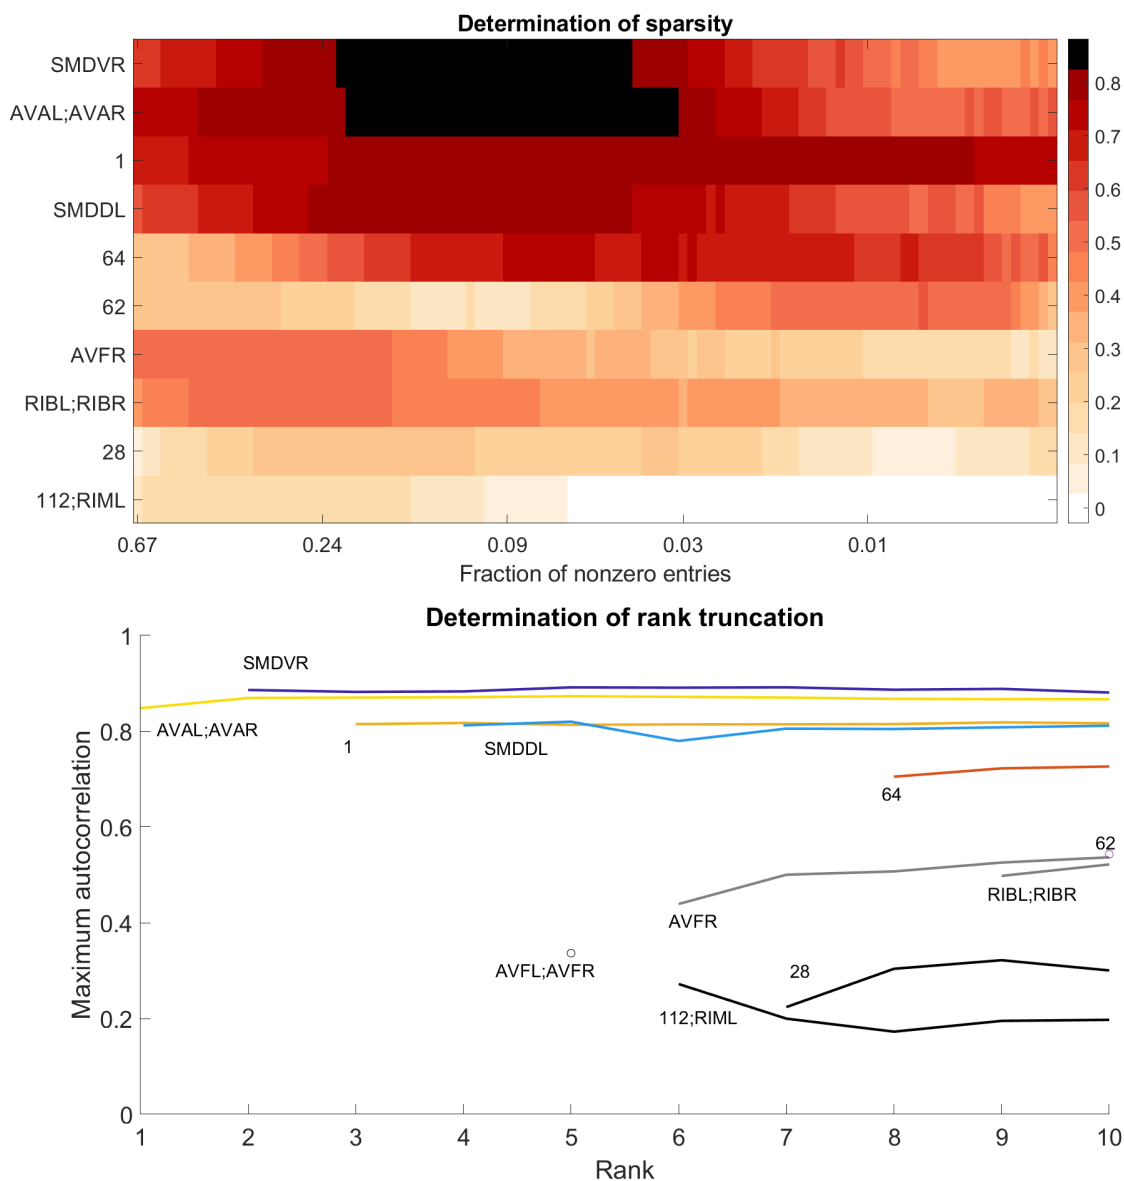 Determination of sparsity
SMDVR
AVAL;AVAR
1
SMDDL
64
62
AVFR
RIBL;RIBR
28
112;RIML
0.67 0.24 0.09 0.03 0.01
Fraction of nonzero entries
0.8
0.7
0.6
0.5
0.4
0.3
0.2
0.1
0
Determination of rank truncation
Maximum autocorrelation
1
0.8
0.6
0.4
0.2
0
SMDVR
AVAL;AVAR
1
SMDDL
64
62
RIBL;RIBR
AVFR
AVFL;AVFR
28
112;RIML
1 2 3 4 5 6 7 8 9 10
Rank